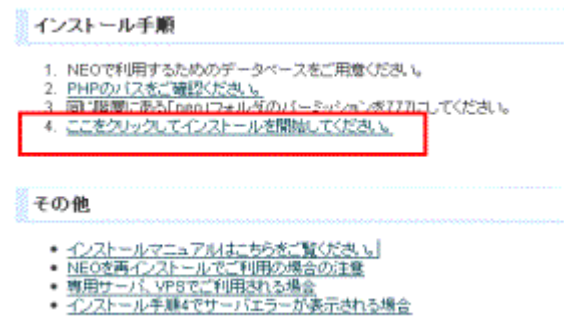 インストール手順
1. NEOで利用するためのデータベースをご用意ください。
2. PHPのパスをご確認ください。
3. 同じ階層にある「neo」フォルダのパーミッションを777にしてください。
4. ここをクリックしてインストールを開始してください。
その他
• インストールマニュアルはこちらをご覧ください。
• NEOを再インストールでご利用の場合の注意
• 専用サーバ、VPSでご利用される場合
• インストール手順4でサーバエラーが表示される場合